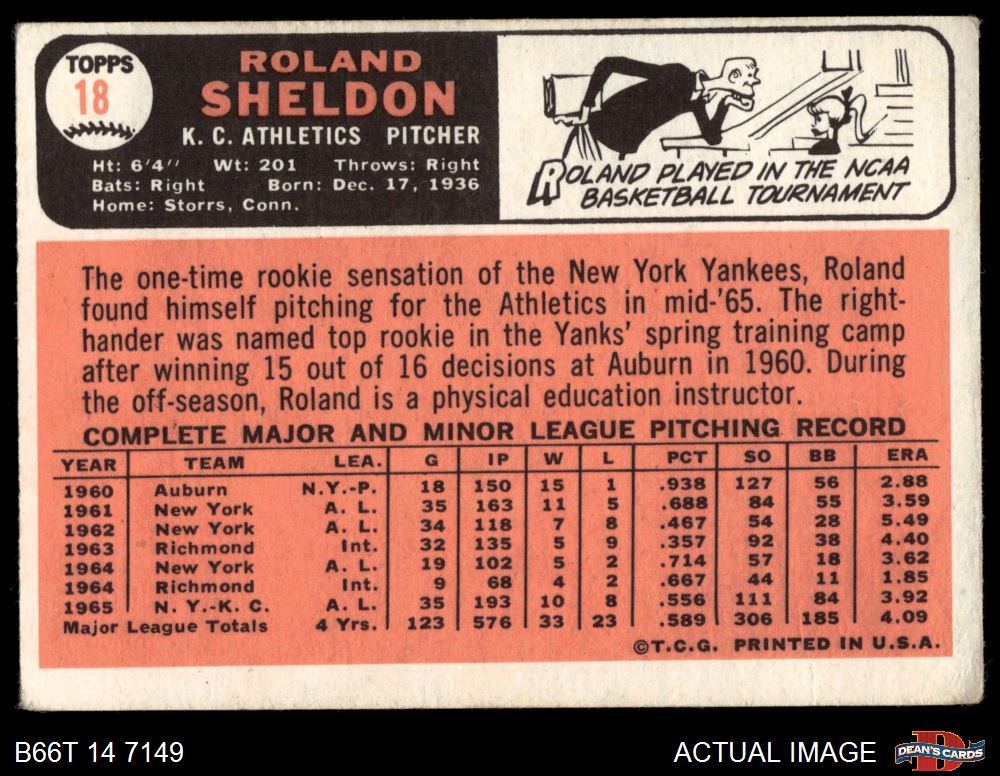 TOPPS
18
ROLAND
SHELDON
K. C. ATHLETICS PITCHER
Ht: 6'4'' Wt: 201 Throws: Right
Bats: Right Born: Dec. 17, 1936
Home: Storrs, Conn.
ROLAND PLAYED IN THE NCAA
BASKETBALL TOURNAMENT
The one-time rookie sensation of the New York Yankees, Roland
found himself pitching for the Athletics in mid-'65. The right-
hander was named top rookie in the Yanks' spring training camp
after winning 15 out of 16 decisions at Auburn in 1960. During
the off-season, Roland is a physical education instructor.
COMPLETE MAJOR AND MINOR LEAGUE PITCHING RECORD
YEAR TEAM LEA. G IP W L PCT SO BB ERA
1960 Auburn N.Y.-P. 18 150 15 1 .938 127 56 2.88
1961 New York A. L. 35 163 11 5 .688 84 55 3.59
1962 New York A. L. 34 118 7 8 .467 54 28 5.49
1963 Richmond Int. 32 135 5 9 .357 92 38 4.40
1964 New York A. L. 19 102 5 2 .714 57 18 3.62
1964 Richmond Int. 9 68 4 2 .667 44 11 1.85
1965 N. Y.-K. C. A. L. 35 193 10 8 .556 111 84 3.92
Major League Totals 4 Yrs. 123 576 33 23 .589 306 185 4.09
©T.C.G. PRINTED IN U.S.A.
B66T 14 7149 ACTUAL IMAGE DEAN'S CARDS